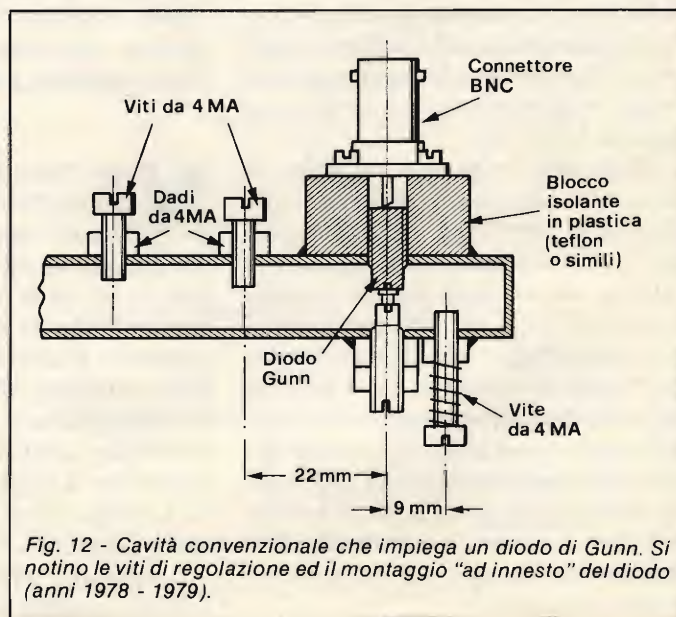 Connettore
BNC
Viti da 4 MA
Dadi
da 4MA
Blocco
isolante
in plastica
(teflon
o simili)
Diodo
Gunn
Vite
da 4 MA
22 mm
9 mm
Fig. 12 - Cavità convenzionale che impiega un diodo di Gunn. Si
notino le viti di regolazione ed il montaggio "ad innesto" del diodo
(anni 1978 - 1979).